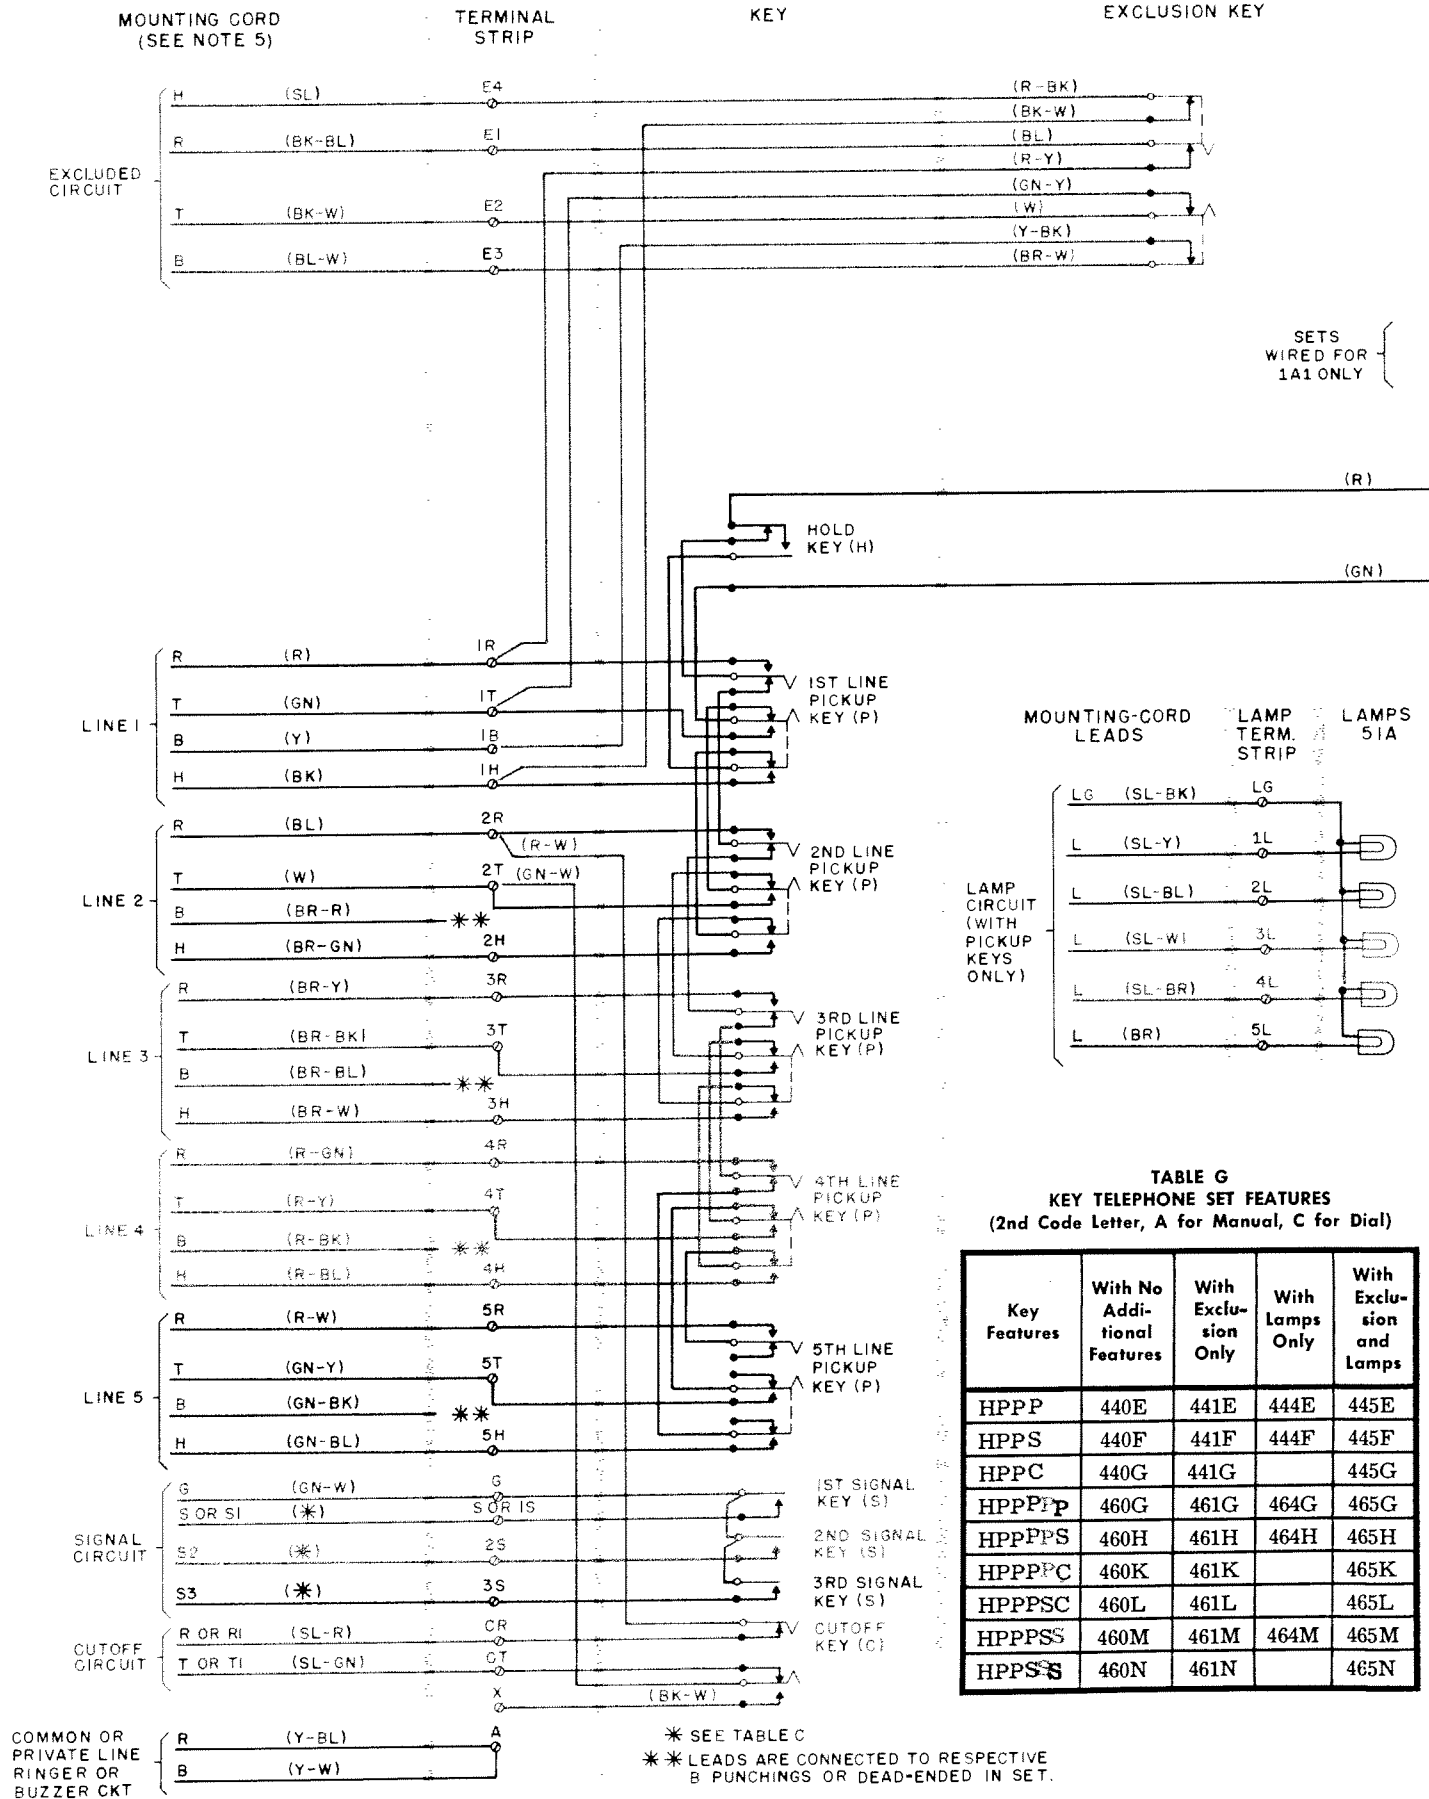 MOUNTING CORD
(SEE NOTE 5)
TERMINAL
STRIP
KEY
EXCLUSION KEY
EXCLUDED
CIRCUIT
H (SL) E4 (R-BK)
(BK-W)
R (BK-BL) E1 (BL)
(R-Y)
(GN-Y)
T (BK-W) E2 (W)
(Y-BK)
B (BL-W) E3 (BR-W)
SETS
WIRED FOR
1A1 ONLY
(R)
HOLD
KEY (H)
(GN)
LINE 1
R (R) 1R
T (GN) 1T
B (Y) 1B
H (BK) 1H
1ST LINE
PICKUP
KEY (P)
LINE 2
R (BL) 2R
(R-W)
T (W) 2T (GN-W)
B (BR-R) **
H (BR-GN) 2H
2ND LINE
PICKUP
KEY (P)
LINE 3
R (BR-Y) 3R
T (BR-BK) 3T
B (BR-BL) **
H (BR-W) 3H
3RD LINE
PICKUP
KEY (P)
LINE 4
R (R-GN) 4R
T (R-Y) 4T
B (R-BK) **
H (R-BL) 4H
4TH LINE
PICKUP
KEY (P)
LINE 5
R (R-W) 5R
T (GN-Y) 5T
B (GN-BK) **
H (GN-BL) 5H
5TH LINE
PICKUP
KEY (P)
SIGNAL
CIRCUIT
G (GN-W) G
S OR S1 (*) S OR 1S
S2 (*) 2S
S3 (*) 3S
1ST SIGNAL
KEY (S)
2ND SIGNAL
KEY (S)
3RD SIGNAL
KEY (S)
CUTOFF
CIRCUIT
R OR R1 (SL-R) CR
T OR T1 (SL-GN) CT
X (BK-W)
CUTOFF
KEY (C)
COMMON OR
PRIVATE LINE
RINGER OR
BUZZER CKT
R (Y-BL) A
B (Y-W)
* SEE TABLE C
** LEADS ARE CONNECTED TO RESPECTIVE
B PUNCHINGS OR DEAD-ENDED IN SET.
MOUNTING-CORD
LEADS
LAMP
TERM.
STRIP
LAMPS
51A
LAMP
CIRCUIT
(WITH
PICKUP
KEYS
ONLY)
LG (SL-BK) LG
L (SL-Y) 1L
L (SL-BL) 2L
L (SL-W) 3L
L (SL-BR) 4L
L (BR) 5L
TABLE G
KEY TELEPHONE SET FEATURES
(2nd Code Letter, A for Manual, C for Dial)
Key
Features
With No
Addi-
tional
Features
With
Exclu-
sion
Only
With
Lamps
Only
With
Exclu-
sion
and
Lamps
HPPP 440E 441E 444E 445E
HPPS 440F 441F 444F 445F
HPPC 440G 441G 445G
HPPPPP 460G 461G 464G 465G
HPPPPS 460H 461H 464H 465H
HPPPPC 460K 461K 465K
HPPPSC 460L 461L 465L
HPPPSS 460M 461M 464M 465M
HPPSSS 460N 461N 465N